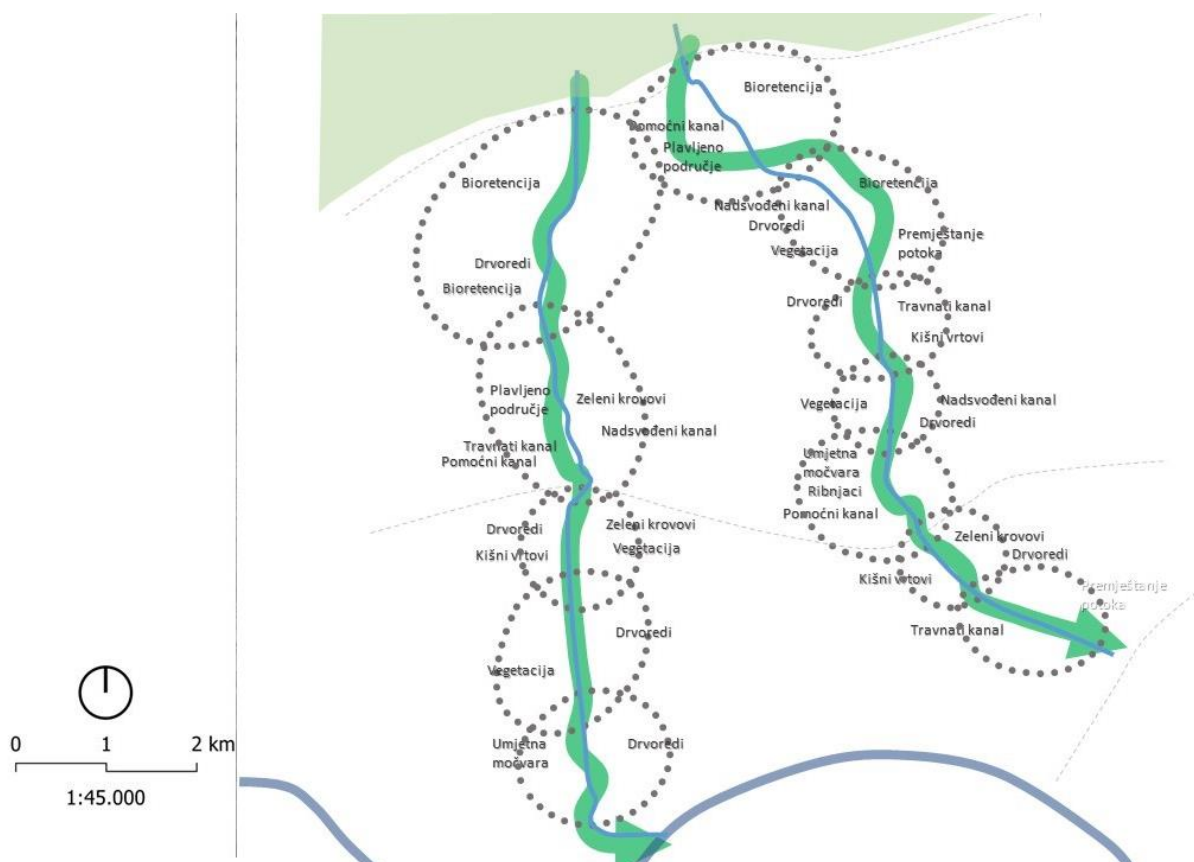 Bioretencija
Pomoćni kanal
Plavljeno
područje
Bioretencija
Bioretencija
Nadsvođeni kanal
Drvoredi
Vegetacija
Premještanje
potoka
Drvoredi
Bioretencija
Drvoredi
Travnati kanal
Kišni vrtovi
Plavljeno
područje
Zeleni krovovi
Nadsvođeni kanal
Travnati kanal
Pomoćni kanal
Vegetacija
Nadsvođeni kanal
Drvoredi
Umjetna
močvara
Ribnjaci
Pomoćni kanal
Drvoredi
Kišni vrtovi
Zeleni krovovi
Vegetacija
Zeleni krovovi
Drvoredi
Kišni vrtovi
Premještanje
potoka
Travnati kanal
Drvoredi
Vegetacija
Umjetna
močvara
Drvoredi
0 1 2 km
1:45.000